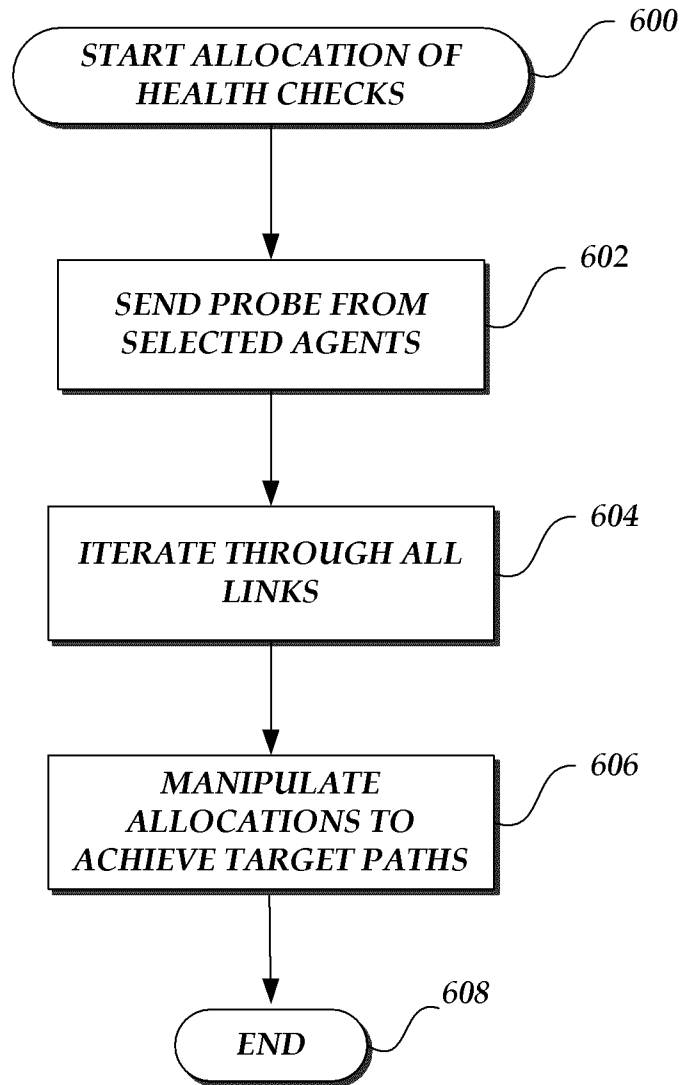 START ALLOCATION OF
HEALTH CHECKS
600
SEND PROBE FROM
SELECTED AGENTS
602
ITERATE THROUGH ALL
LINKS
604
MANIPULATE
ALLOCATIONS TO
ACHIEVE TARGET PATHS
606
END
608